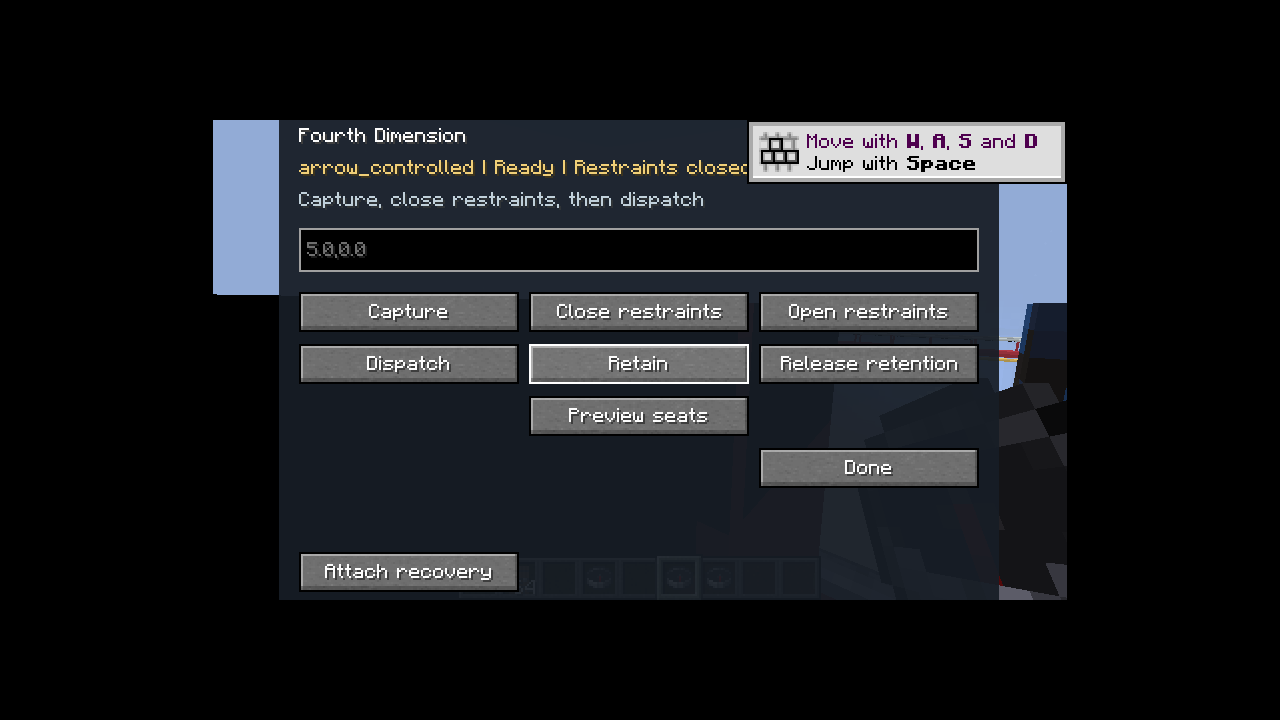 Fourth Dimension
arrow_controlled | Ready | Restraints closed
Capture, close restraints, then dispatch
Move with W, A, S and D
Jump with Space
5.0,0.0
Capture
Close restraints
Open restraints
Dispatch
Retain
Release retention
Preview seats
Done
Attach recovery
64